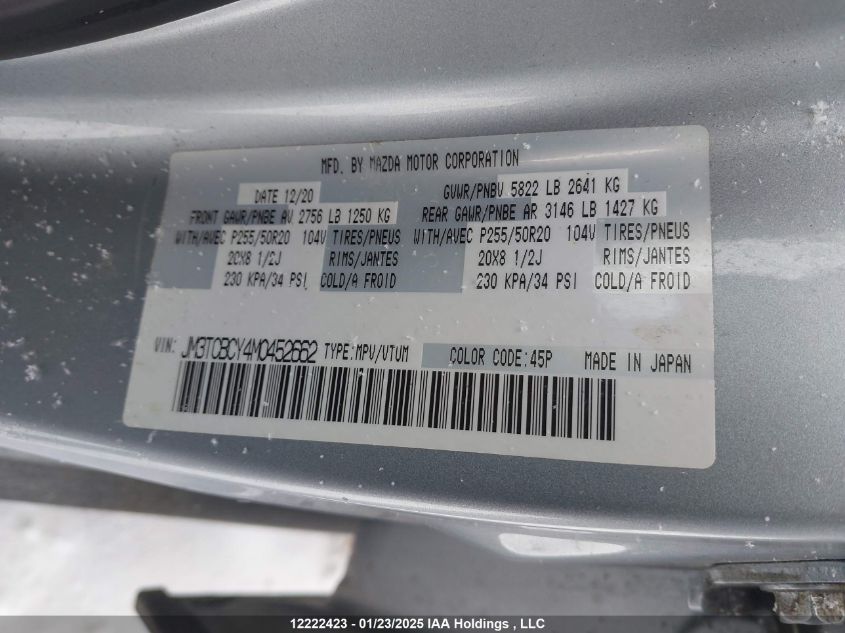 MFD. BY MAZDA MOTOR CORPORATION
DATE 12/20 GVWR/PNBV 5822 LB 2641 KG
FRONT GAWR/PNBE AV 2756 LB 1250 KG REAR GAWR/PNBE AR 3146 LB 1427 KG
WITH/AVEC P255/50R20 104V TIRES/PNEUS WITH/AVEC P255/50R20 104V TIRES/PNEUS
20X8 1/2J RIMS/JANTES 20X8 1/2J RIMS/JANTES
230 KPA/34 PSI COLD/A FROID 230 KPA/34 PSI COLD/A FROID
VIN: JM3TCBCY4M0452662 TYPE:MPV/VTUM COLOR CODE:45P MADE IN JAPAN
12222423 - 01/23/2025 IAA Holdings , LLC